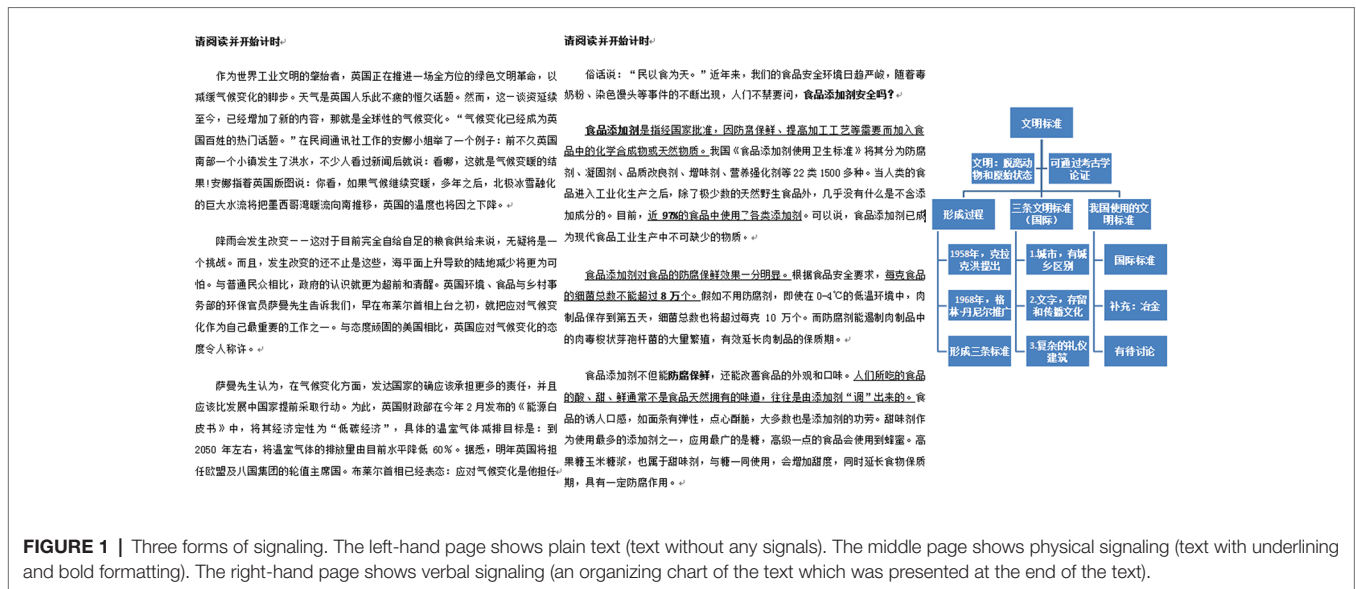 请阅读并开始计时
作为世界工业文明的肇始者，英国正在推进一场全方位的绿色文明革命，以
减缓气候变化的脚步。天气是英国人乐此不疲的恒久话题。然而，这一谈资延续
至今，已经增加了新的内容，那就是全球性的气候变化。“气候变化已经成为英
国百姓的热门话题。”在民间通讯社工作的安娜小姐举了一个例子：前不久英国
南部一个小镇发生了洪水，不少人看过新闻后就说：看哪，这就是气候变暖的结
果！安娜指着英国版图说：你看，如果气候继续变暖，多年之后，北极冰雪融化
的巨大水流将把墨西哥湾暖流向南推移，英国的温度也将因之下降。
降雨会发生改变——这对于目前完全自给自足的粮食供给来说，无疑将是一
个挑战。而且，发生改变的还不止是这些，海平面上升导致的陆地减少将更为可
怕。与普通民众相比，政府的认识就更为超前和清醒。英国环境、食品与乡村事
务部的环保官员萨曼先生告诉我们，早在布莱尔首相上台之初，就把应对气候变
化作为自己最重要的工作之一。与态度顽固的美国相比，英国应对气候变化的态
度令人称许。
萨曼先生认为，在气候变化方面，发达国家的确应该承担更多的责任，并且
应该比发展中国家提前采取行动。为此，英国财政部在今年2月发布的《能源白
皮书》中，将其经济定性为“低碳经济”，具体的温室气体减排目标是：到
2050 年左右，将温室气体的排放量由目前水平降低 60%。据悉，明年英国将担
任欧盟及八国集团的轮值主席国。布莱尔首相已经表态：应对气候变化是他担任
请阅读并开始计时
俗话说：“民以食为天。”近年来，我们的食品安全环境日趋严峻，随着毒
奶粉、染色馒头等事件的不断出现，人们不禁要问，食品添加剂安全吗？
食品添加剂是指经国家批准，因防腐保鲜、提高加工工艺等需要而加入食
品中的化学合成物或天然物质。我国《食品添加剂使用卫生标准》将其分为防腐
剂、凝固剂、品质改良剂、增味剂、营养强化剂等 22 类 1500 多种。当人类的食
品进入工业化生产之后，除了极少数的天然野生食品外，几乎没有什么是不含添
加成分的。目前，近 97%的食品中使用了各类添加剂。可以说，食品添加剂已成
为现代食品工业生产中不可缺少的物质。
食品添加剂对食品的防腐保鲜效果一分明显。根据食品安全要求，每克食品
的细菌总数不能超过 8 万个。假如不用防腐剂，即使在 0-4℃的低温环境中，肉
制品保存到第五天，细菌总数也将超过每克 10 万个。而防腐剂能遏制肉制品中
的肉毒梭状芽孢杆菌的大量繁殖，有效延长肉制品的保质期。
食品添加剂不但能防腐保鲜，还能改善食品的外观和口味。人们所吃的食品
的酸、甜、鲜通常不是食品天然拥有的味道，往往是由添加剂“调”出来的。食
品的诱人口感，如面条有弹性，点心酥脆，大多数也是添加剂的功劳。甜味剂作
为使用最多的添加剂之一，应用最广的是糖，高级一点的食品会使用到蜂蜜。高
果糖玉米糖浆，也属于甜味剂，与糖一同使用，会增加甜度，同时延长食物保质
期，具有一定防腐作用。
文明标准
文明：脱离动
物和原始状态
可通过考古学
论证
形成过程
三条文明标准
（国际）
我国使用的文
明标准
1958年，克拉
克洪提出
1.城市，有城
乡区别
国际标准
1968年，格
林·丹尼尔推广
2.文字，存留
和传播文化
补充：冶金
形成三条标准
3.复杂的礼仪
建筑
有待讨论
FIGURE 1 | Three forms of signaling. The left-hand page shows plain text (text without any signals). The middle page shows physical signaling (text with underlining
and bold formatting). The right-hand page shows verbal signaling (an organizing chart of the text which was presented at the end of the text).